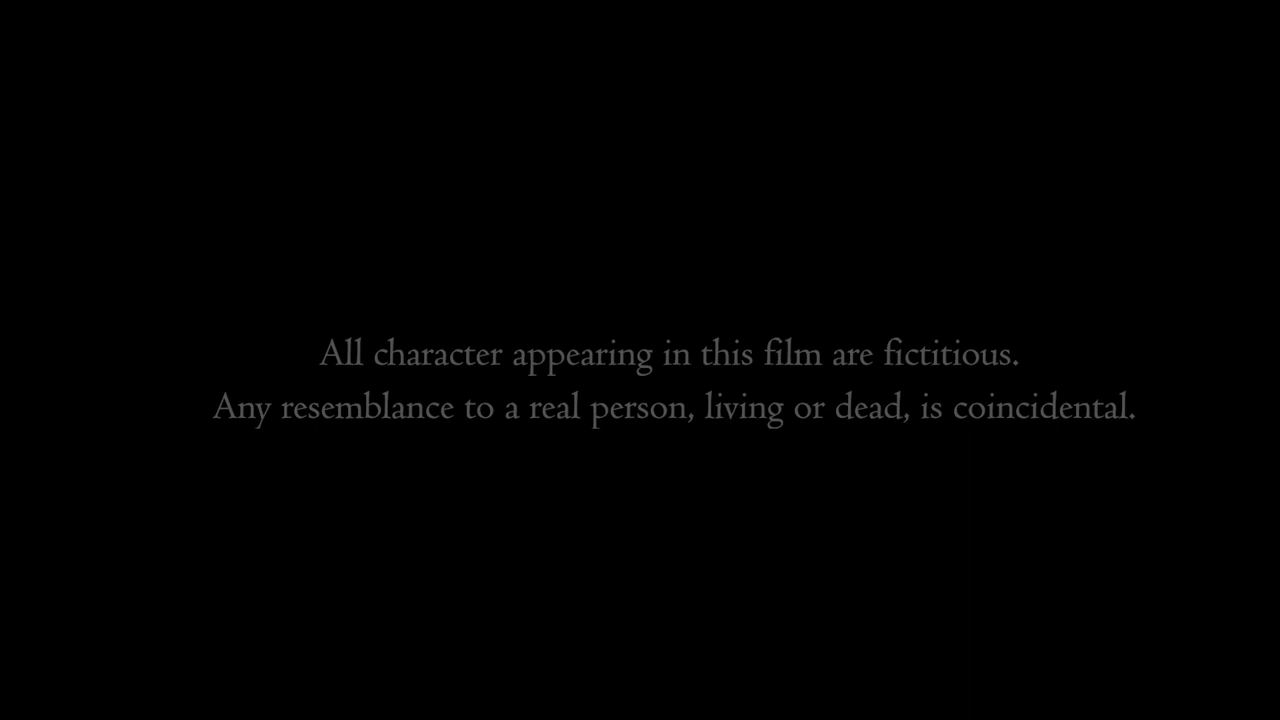 All character appearing in this film are fictitious.
Any resemblance to a real person, living or dead, is coincidental.